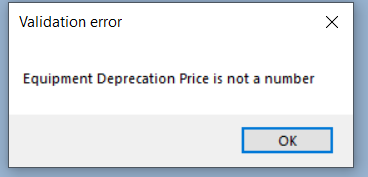 Validation error
Equipment Deprecation Price is not a number
OK